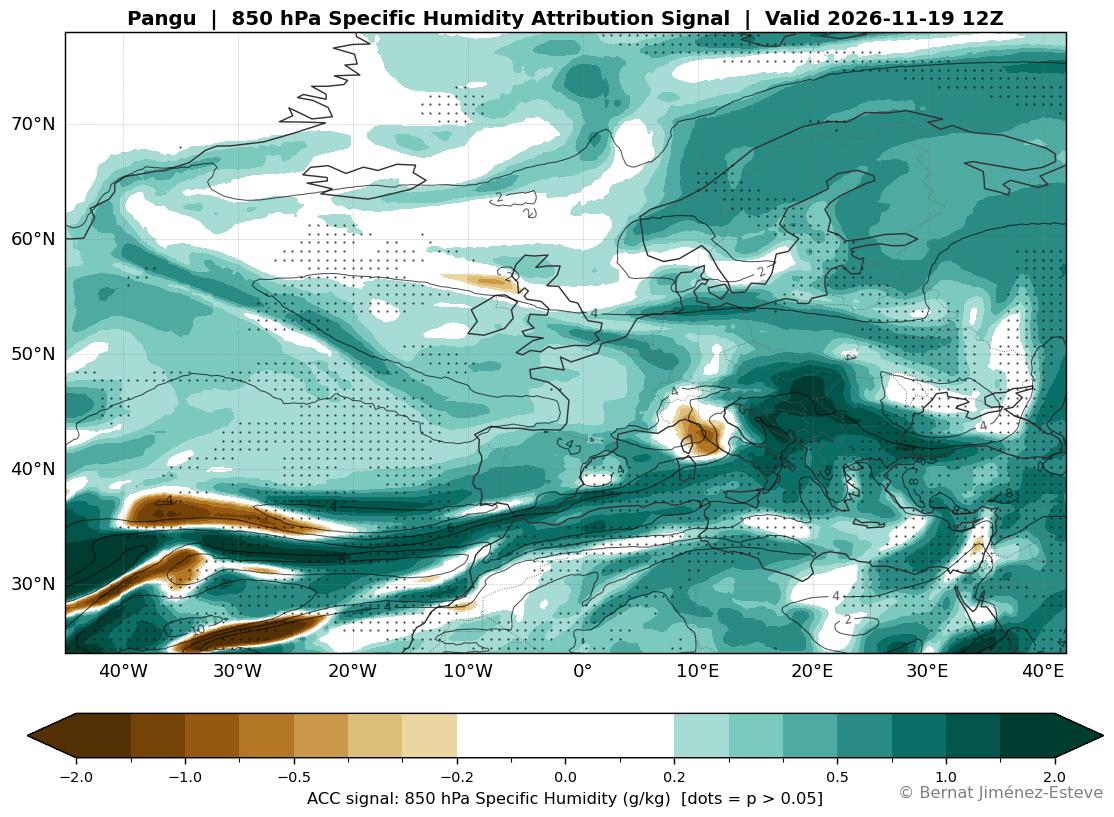 Pangu | 850 hPa Specific Humidity Attribution Signal | Valid 2026-11-19 12Z
70°N
60°N
50°N
40°N
30°N
40°W 30°W 20°W 10°W 0° 10°E 20°E 30°E 40°E
−2.0 −1.0 −0.5 −0.2 0.0 0.2 0.5 1.0 2.0
ACC signal: 850 hPa Specific Humidity (g/kg) [dots = p > 0.05]
© Bernat Jiménez-Esteve